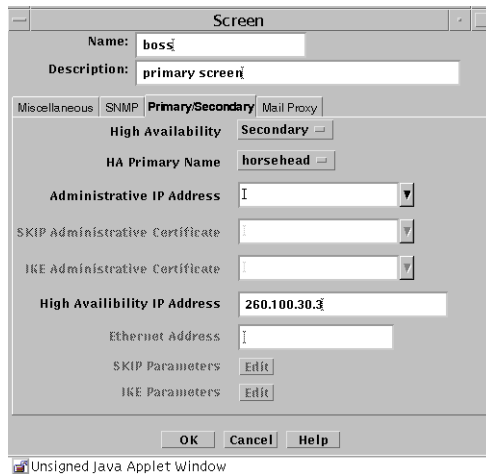 Screen
Name: boss
Description: primary screen
Miscellaneous SNMP Primary/Secondary Mail Proxy
High Availability Secondary
HA Primary Name horsehead
Administrative IP Address
SKIP Administrative Certificate
IKE Administrative Certificate
High Availibility IP Address 260.100.30.3
Ethernet Address
SKIP Parameters Edit
IKE Parameters Edit
OK Cancel Help
Unsigned Java Applet Window